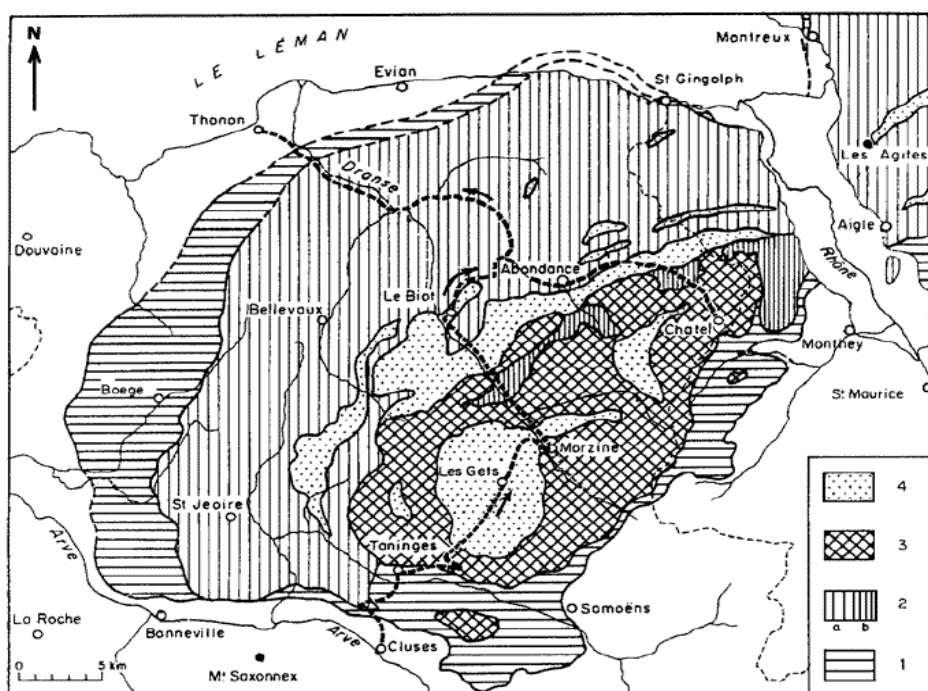 N
LE LÉMAN
Montreux
Evian
St Gingolph
Thonon
Les Agites
Dranse
Aigle
Douvaine
Abondance
Rhône
Le Biot
Bellevaux
Chatel
Monthey
Boege
St Maurice
Morzine
Les Gets
4
St Jeoire
3
Arve
Taninges
2
a b
Samoëns
La Roche
Bonneville
Arve
Cluses
1
0 5 km
Mt Saxonnex